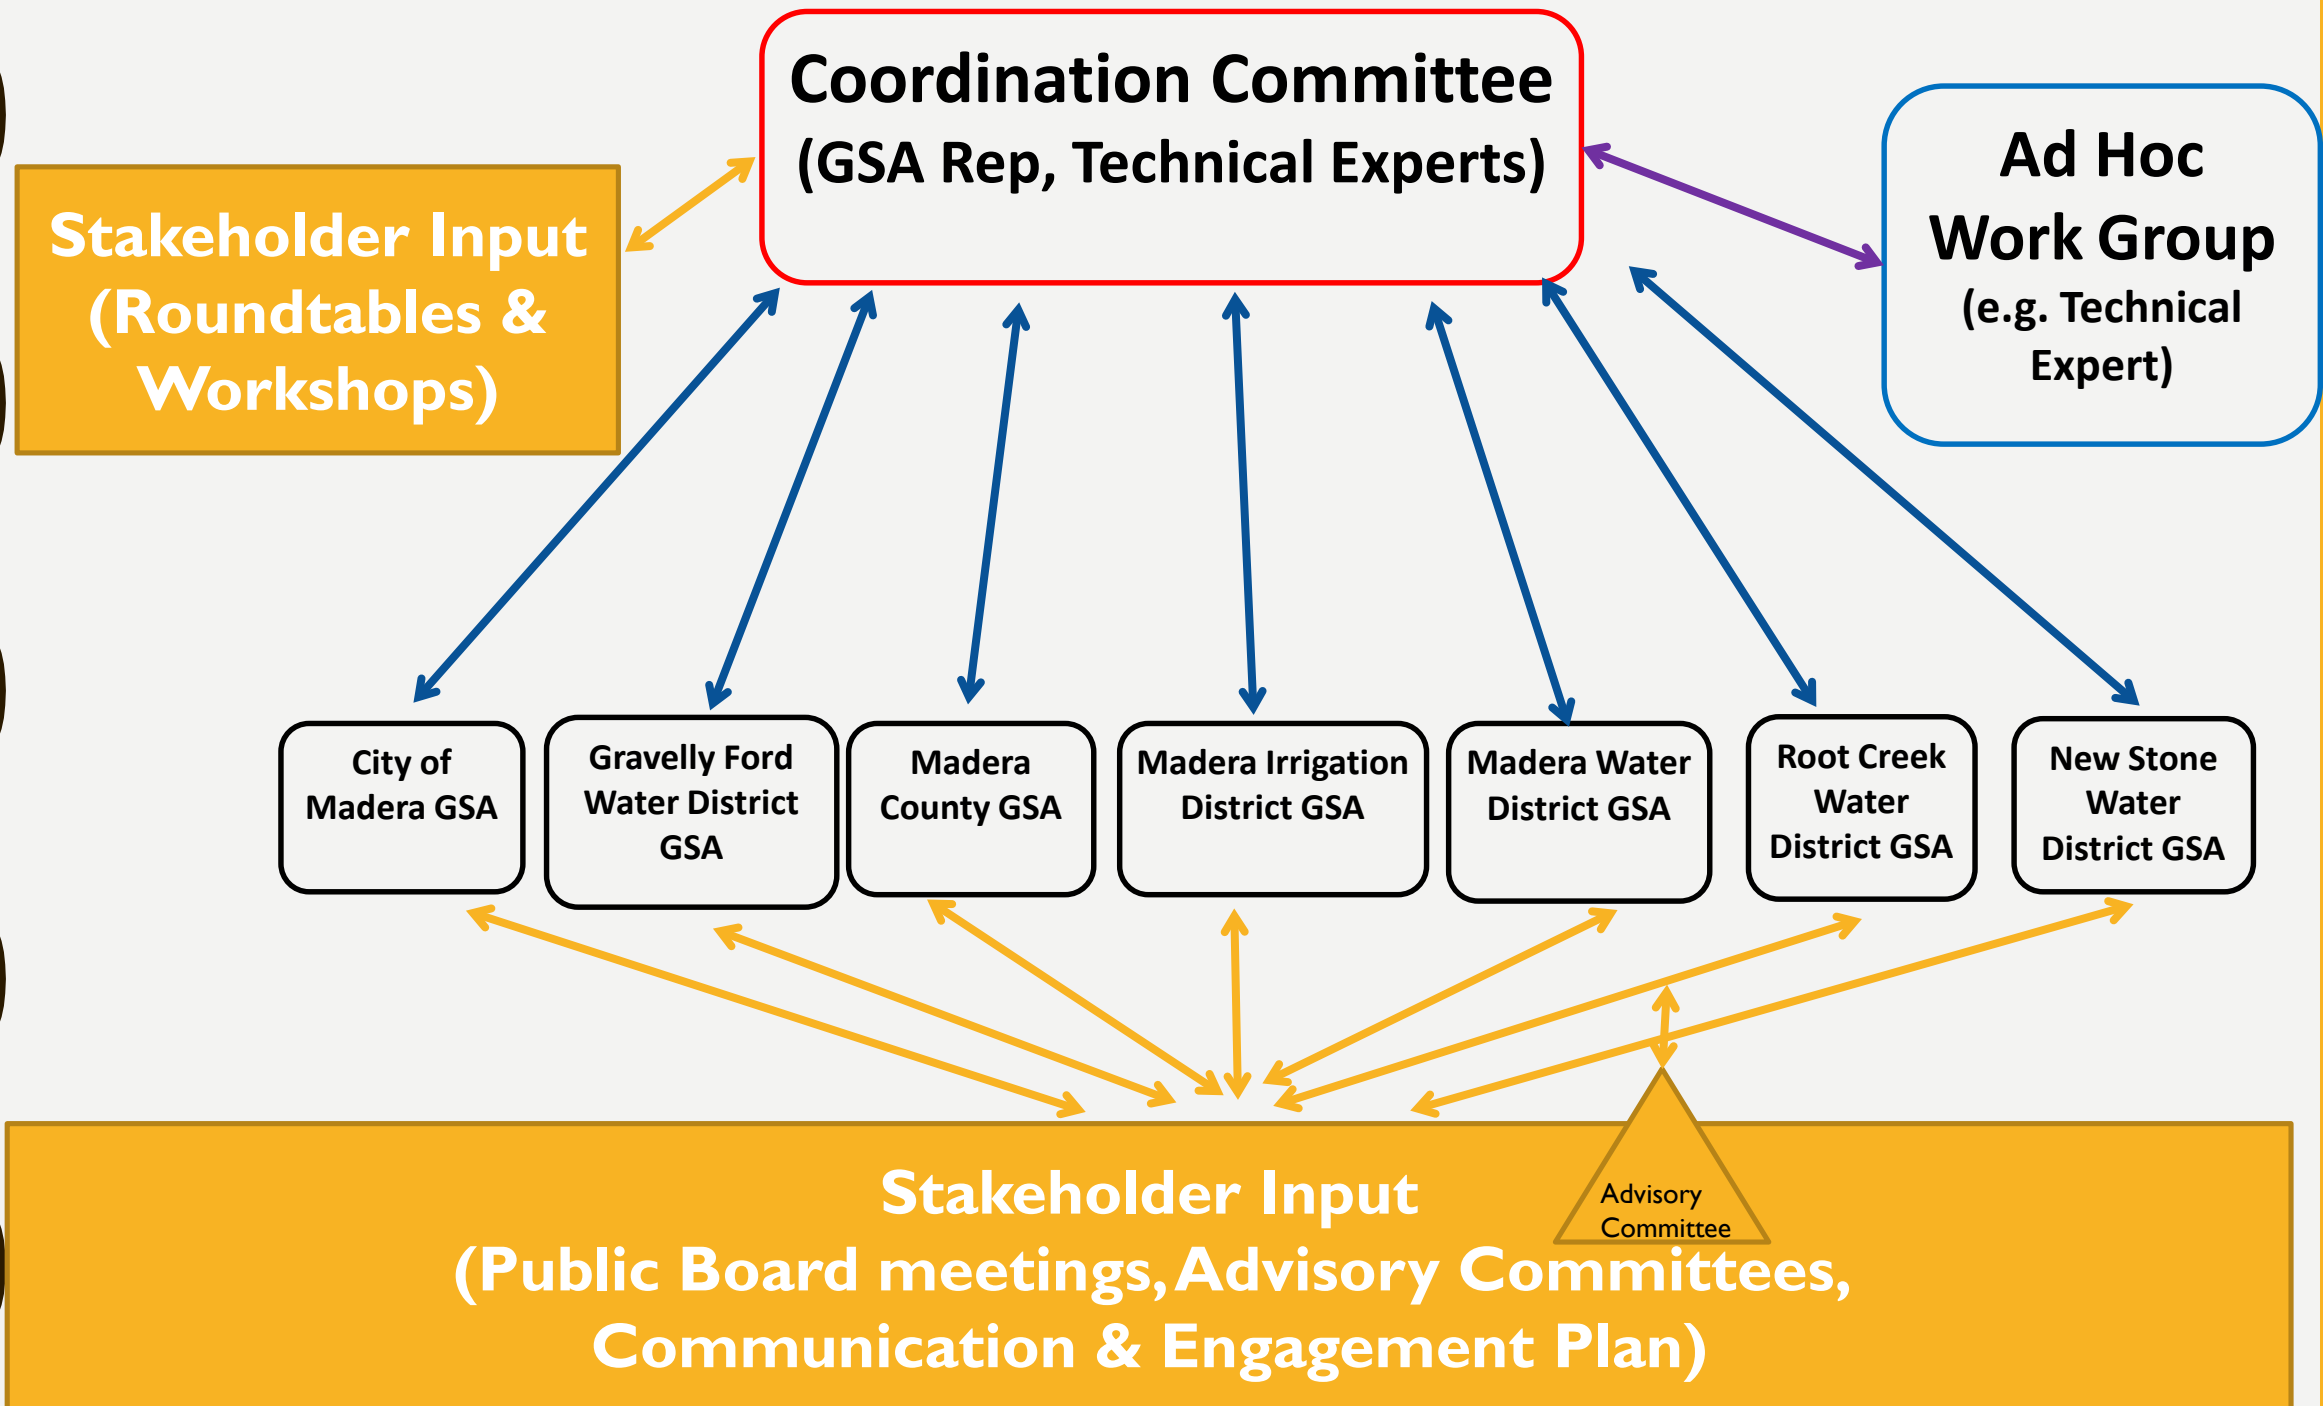 Coordination Committee
(GSA Rep, Technical Experts)
Ad Hoc
Work Group
(e.g. Technical
Expert)
Stakeholder Input
(Roundtables &
Workshops)
City of
Madera GSA
Gravelly Ford
Water District
GSA
Madera
County GSA
Madera Irrigation
District GSA
Madera Water
District GSA
Root Creek
Water
District GSA
New Stone
Water
District GSA
Advisory
Committee
Stakeholder Input
(Public Board meetings, Advisory Committees,
Communication & Engagement Plan)